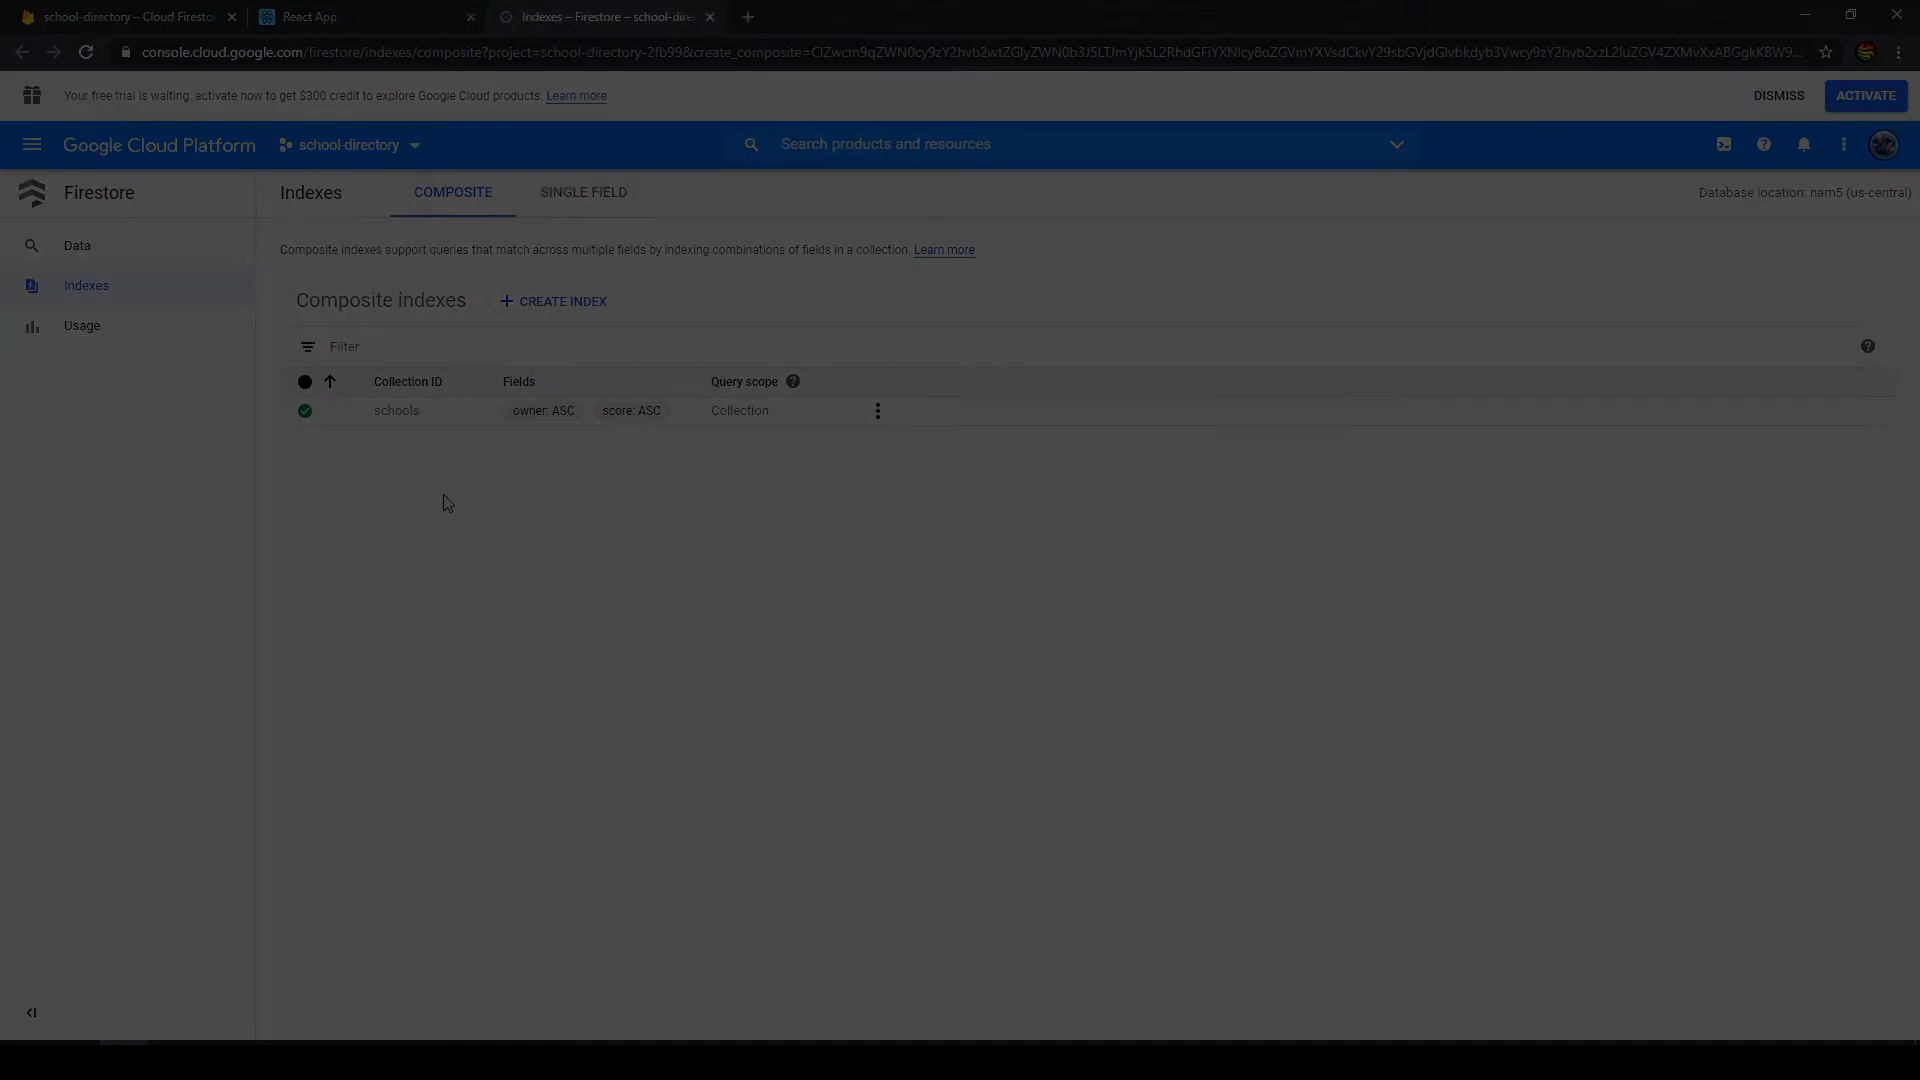 school-directory – Cloud Firestor
React App
Indexes – Firestore – school-dire
console.cloud.google.com/firestore/indexes/composite?project=school-directory-2fb99&create_composite=
Your free trial is waiting: activate now to get $300 credit to explore Google Cloud products. Learn more
DISMISS
ACTIVATE
Google Cloud Platform
school-directory
Search products and resources
Firestore
Indexes
COMPOSITE
SINGLE FIELD
Database location: nam5 (us-central)
Data
Indexes
Usage
Composite indexes support queries that match across multiple fields by indexing combinations of fields in a collection. Learn more
Composite indexes
CREATE INDEX
Filter
Collection ID Fields Query scope
schools owner: ASC score: ASC Collection